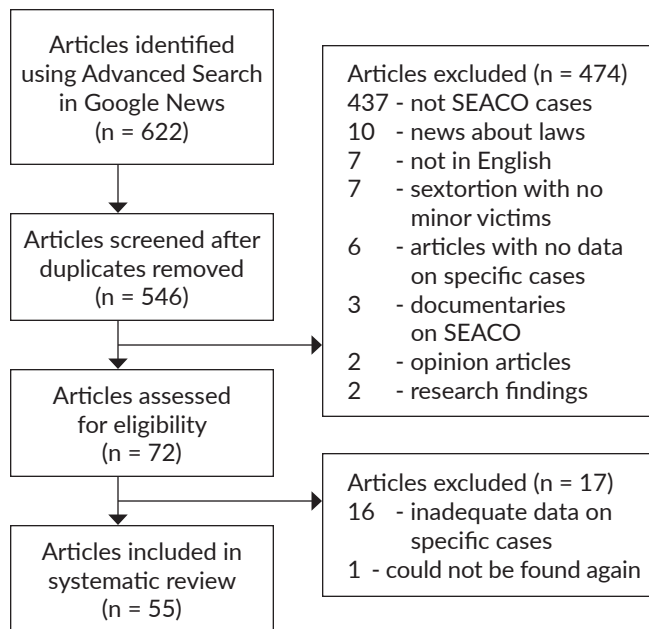 Articles identified
using Advanced Search
in Google News
(n = 622)
Articles screened after
duplicates removed
(n = 546)
Articles excluded (n = 474)
437 - not SEACO cases
10 - news about laws
7 - not in English
7 - sextortion with no
minor victims
6 - articles with no data
on specific cases
3 - documentaries
on SEACO
2 - opinion articles
2 - research findings
Articles assessed
for eligibility
(n = 72)
Articles excluded (n = 17)
16 - inadequate data on
specific cases
1 - could not be found again
Articles included in
systematic review
(n = 55)